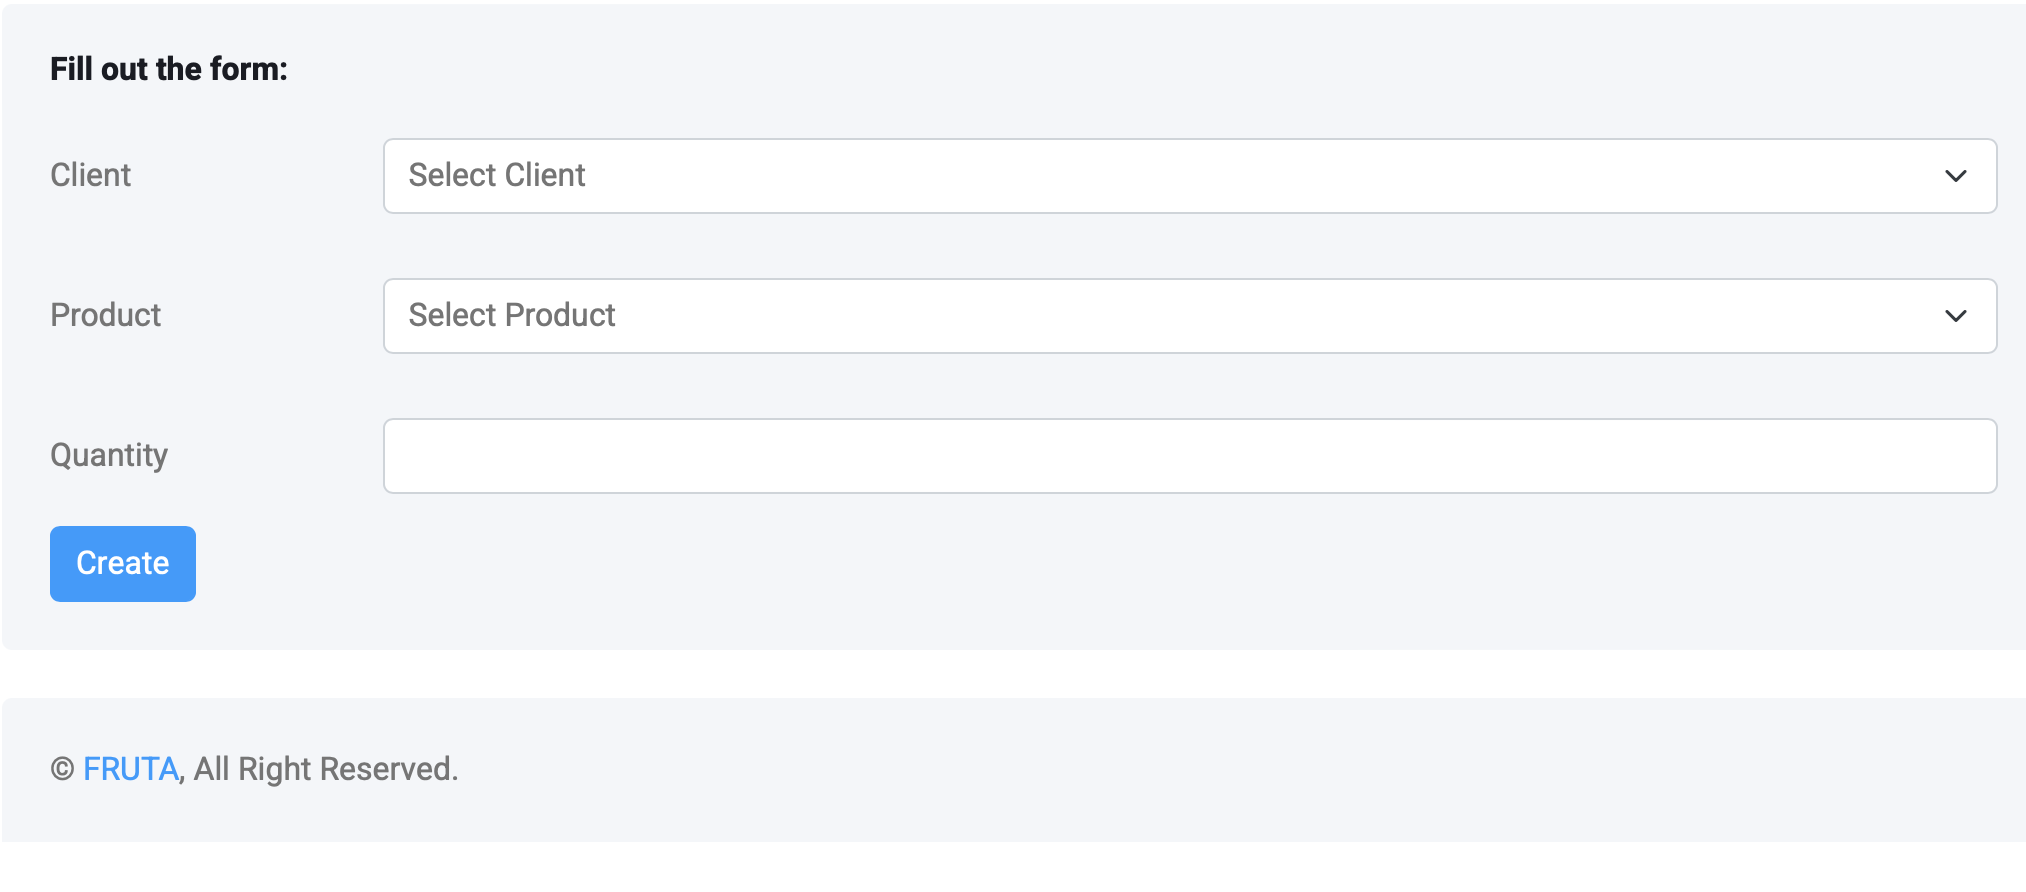 Fill out the form:
Client
Select Client
Product
Select Product
Quantity
Create
© FRUTA, All Right Reserved.